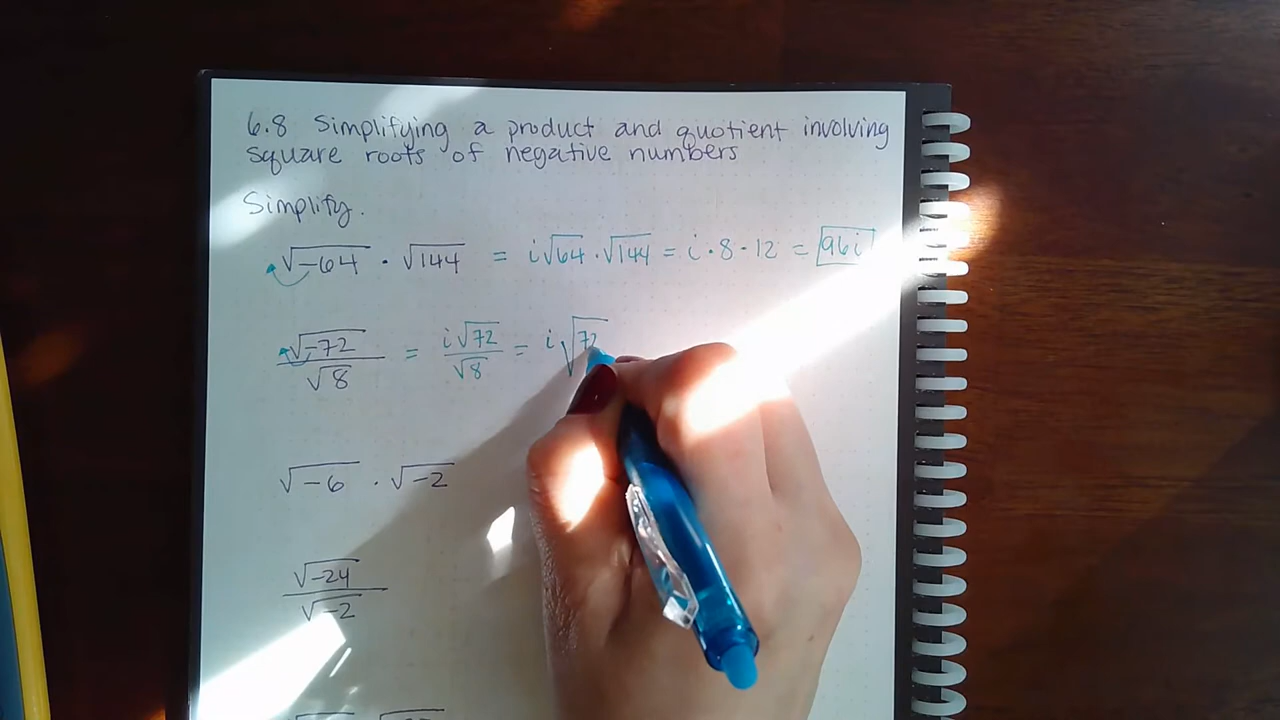 6.8 Simplifying a product and quotient involving
square roots of negative numbers
Simplify.
√-64 · √144 = i√64 · √144 = i · 8 · 12 = 96i
√-72 / √8 = i√72 / √8 = i√72
√-6 · √-2
√-24 / √-2